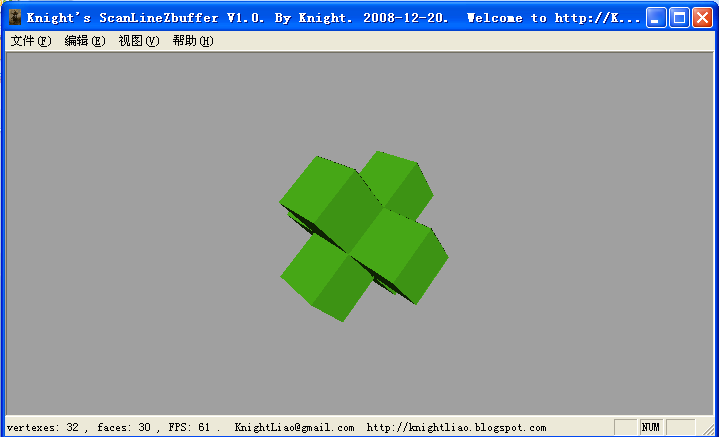 Knight's ScanLineZbuffer V1.0. By Knight. 2008-12-20. Welcome to http://K...
文件(F) 编辑(E) 视图(V) 帮助(H)
vertexes: 32 , faces: 30 , FPS: 61 . KnightLiao@gmail.com http://knightliao.blogspot.com NUM